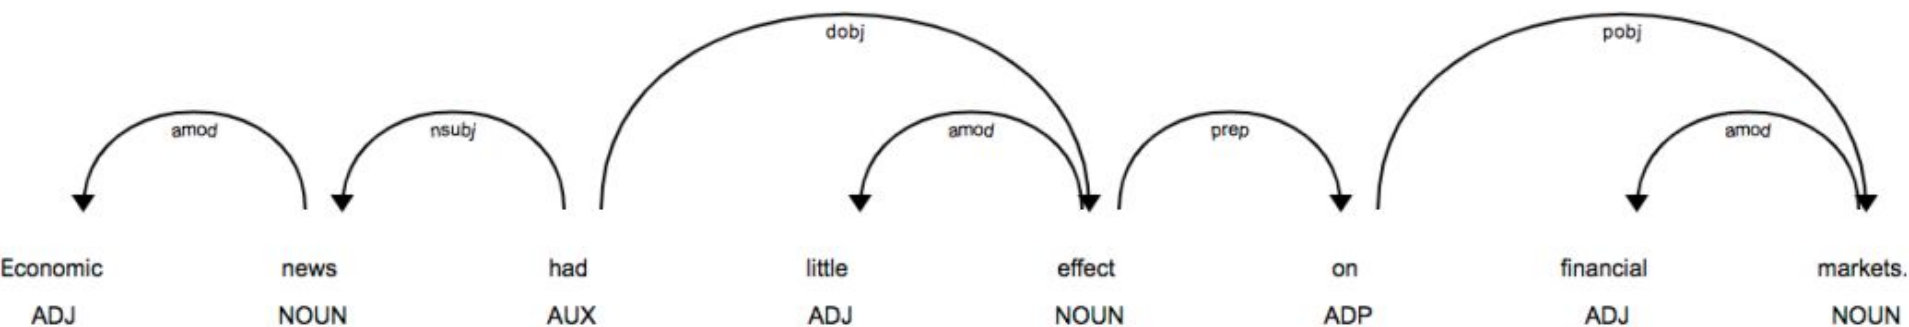 dobj pobj
amod nsubj amod prep amod
Economic news had little effect on financial markets.
ADJ NOUN AUX ADJ NOUN ADP ADJ NOUN